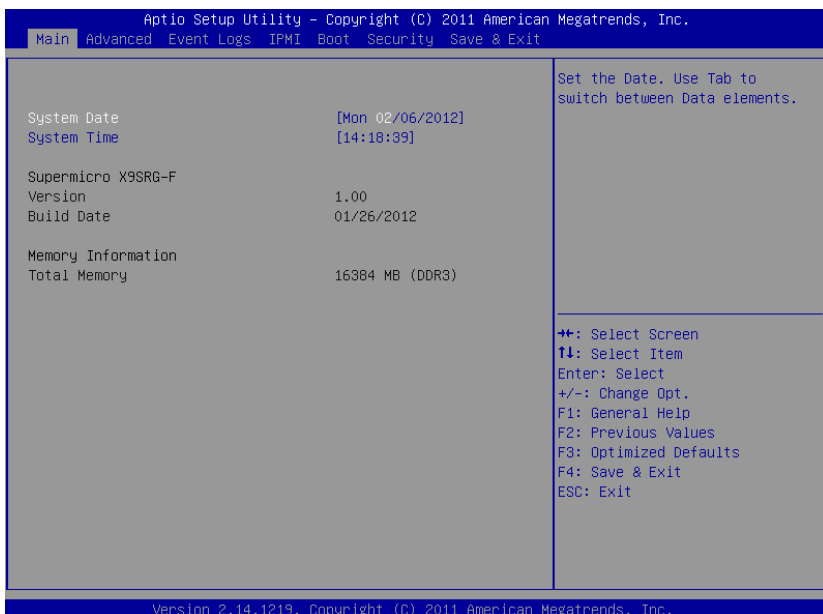 Aptio Setup Utility – Copyright (C) 2011 American Megatrends, Inc.
Main Advanced Event Logs IPMI Boot Security Save & Exit
System Date [Mon 02/06/2012]
System Time [14:18:39]
Supermicro X9SRG-F
Version 1.00
Build Date 01/26/2012
Memory Information
Total Memory 16384 MB (DDR3)
Set the Date. Use Tab to
switch between Data elements.
→←: Select Screen
↑↓: Select Item
Enter: Select
+/-: Change Opt.
F1: General Help
F2: Previous Values
F3: Optimized Defaults
F4: Save & Exit
ESC: Exit
Version 2.14.1219. Copyright (C) 2011 American Megatrends, Inc.